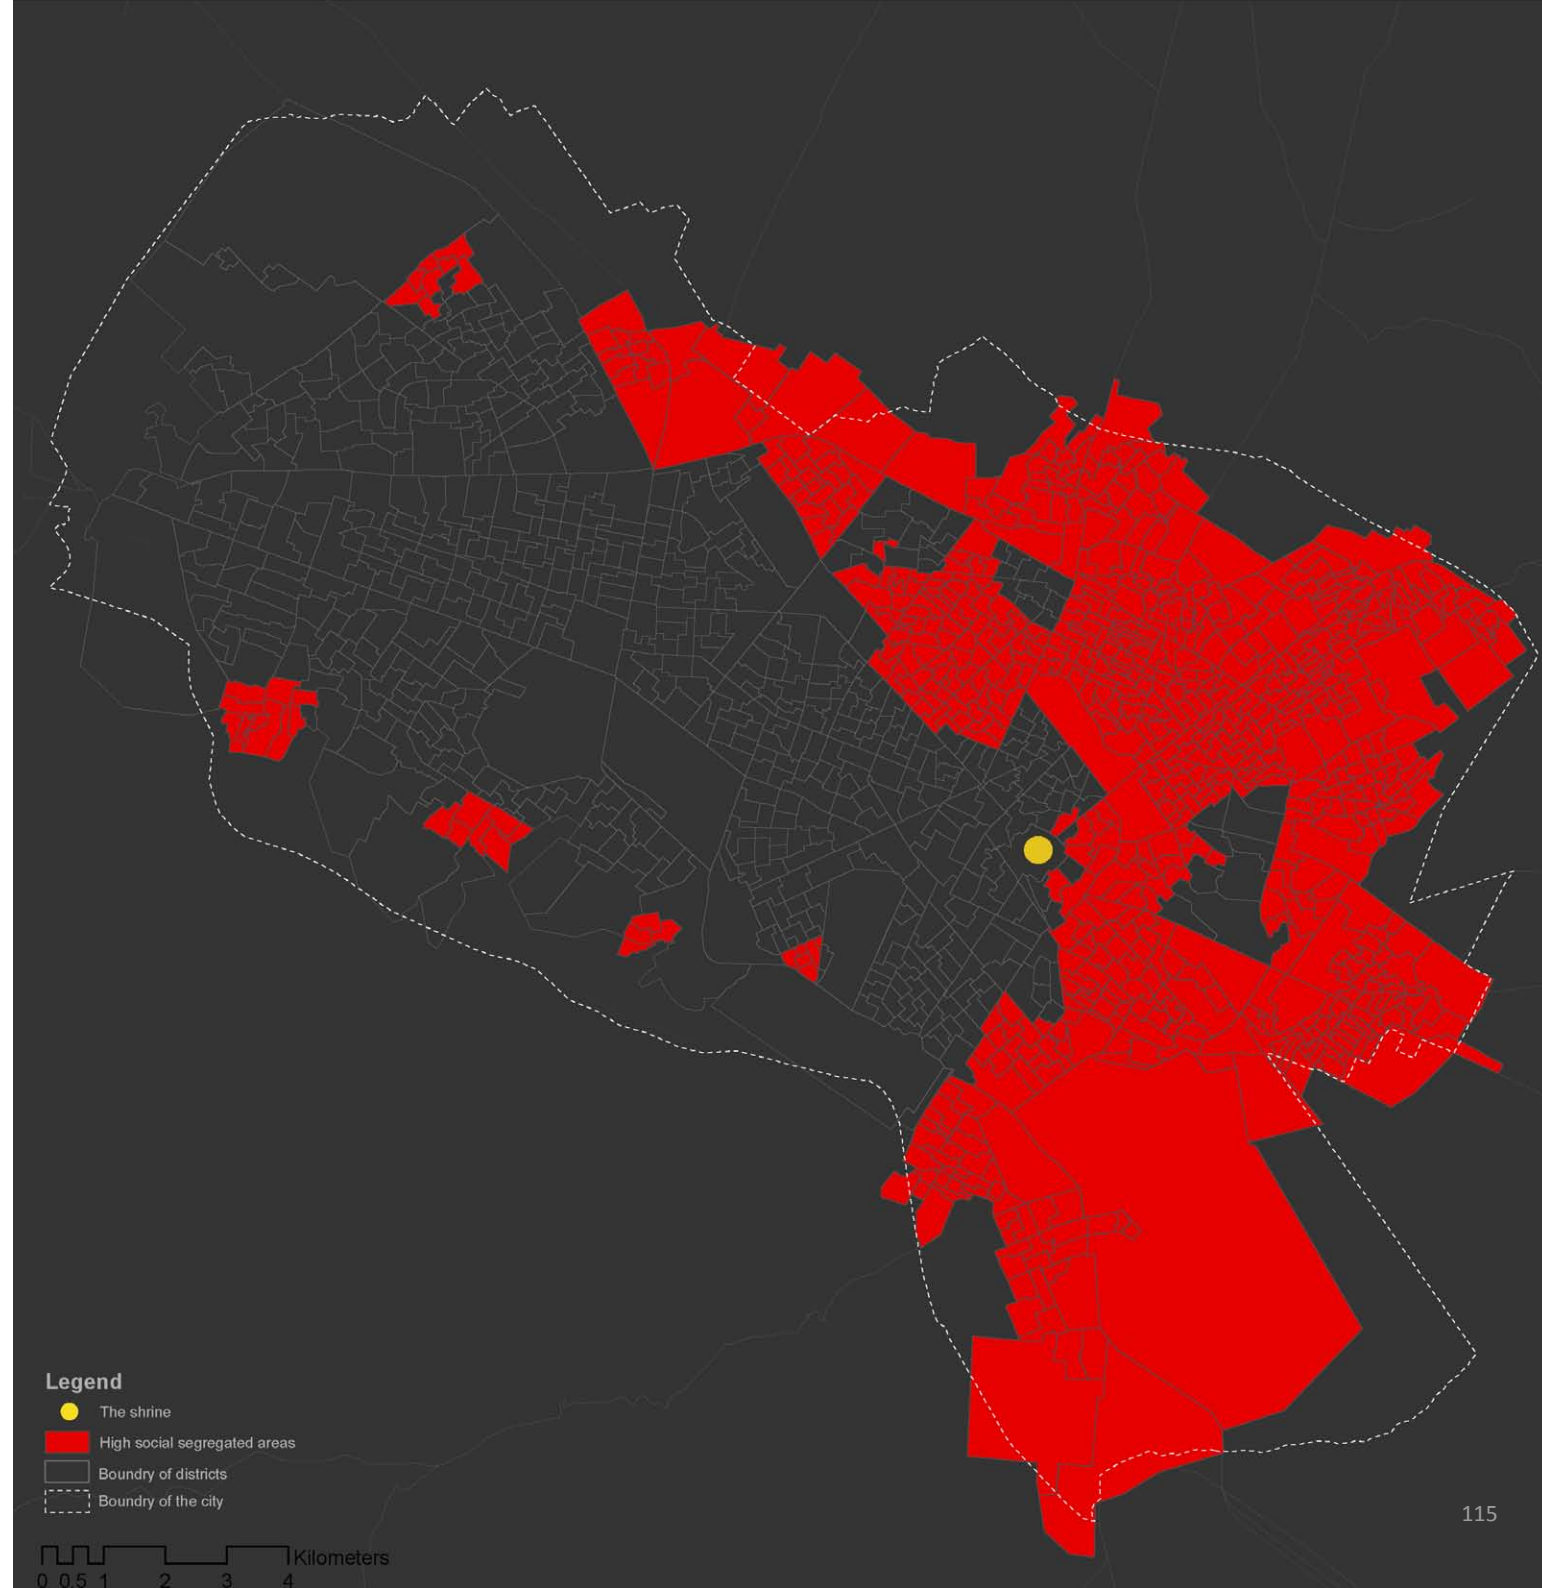 Legend
The shrine
High social segregated areas
Boundry of districts
Boundry of the city
115
Kilometers
0 0.5 1 2 3 4